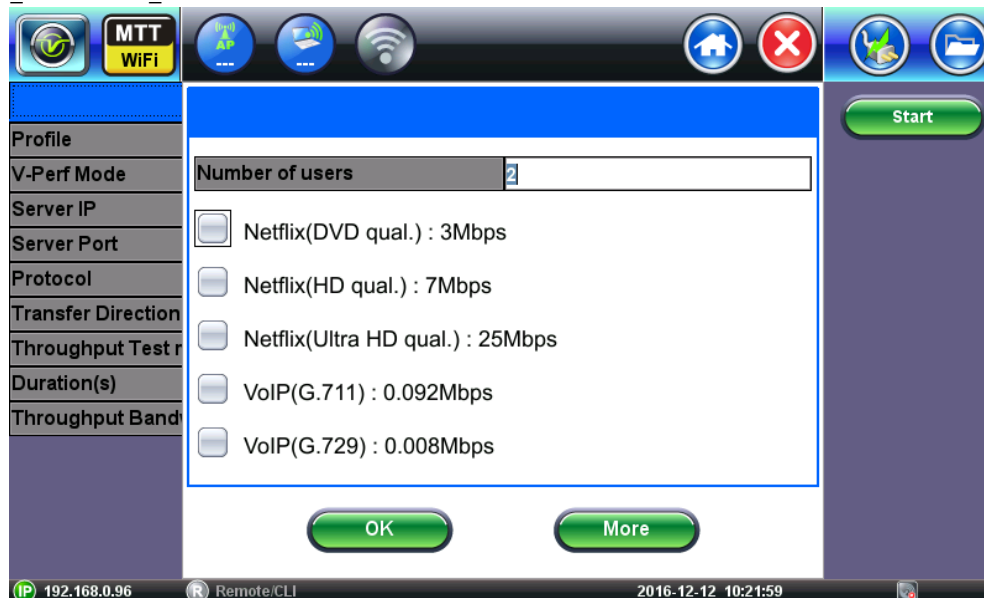 MTT
WiFi
AP
---
---
---
Start
Profile
V-Perf Mode
Server IP
Server Port
Protocol
Transfer Direction
Throughput Test r
Duration(s)
Throughput Band
Number of users 2
Netflix(DVD qual.) : 3Mbps
Netflix(HD qual.) : 7Mbps
Netflix(Ultra HD qual.) : 25Mbps
VoIP(G.711) : 0.092Mbps
VoIP(G.729) : 0.008Mbps
OK More
IP 192.168.0.96 R Remote/CLI 2016-12-12 10:21:59